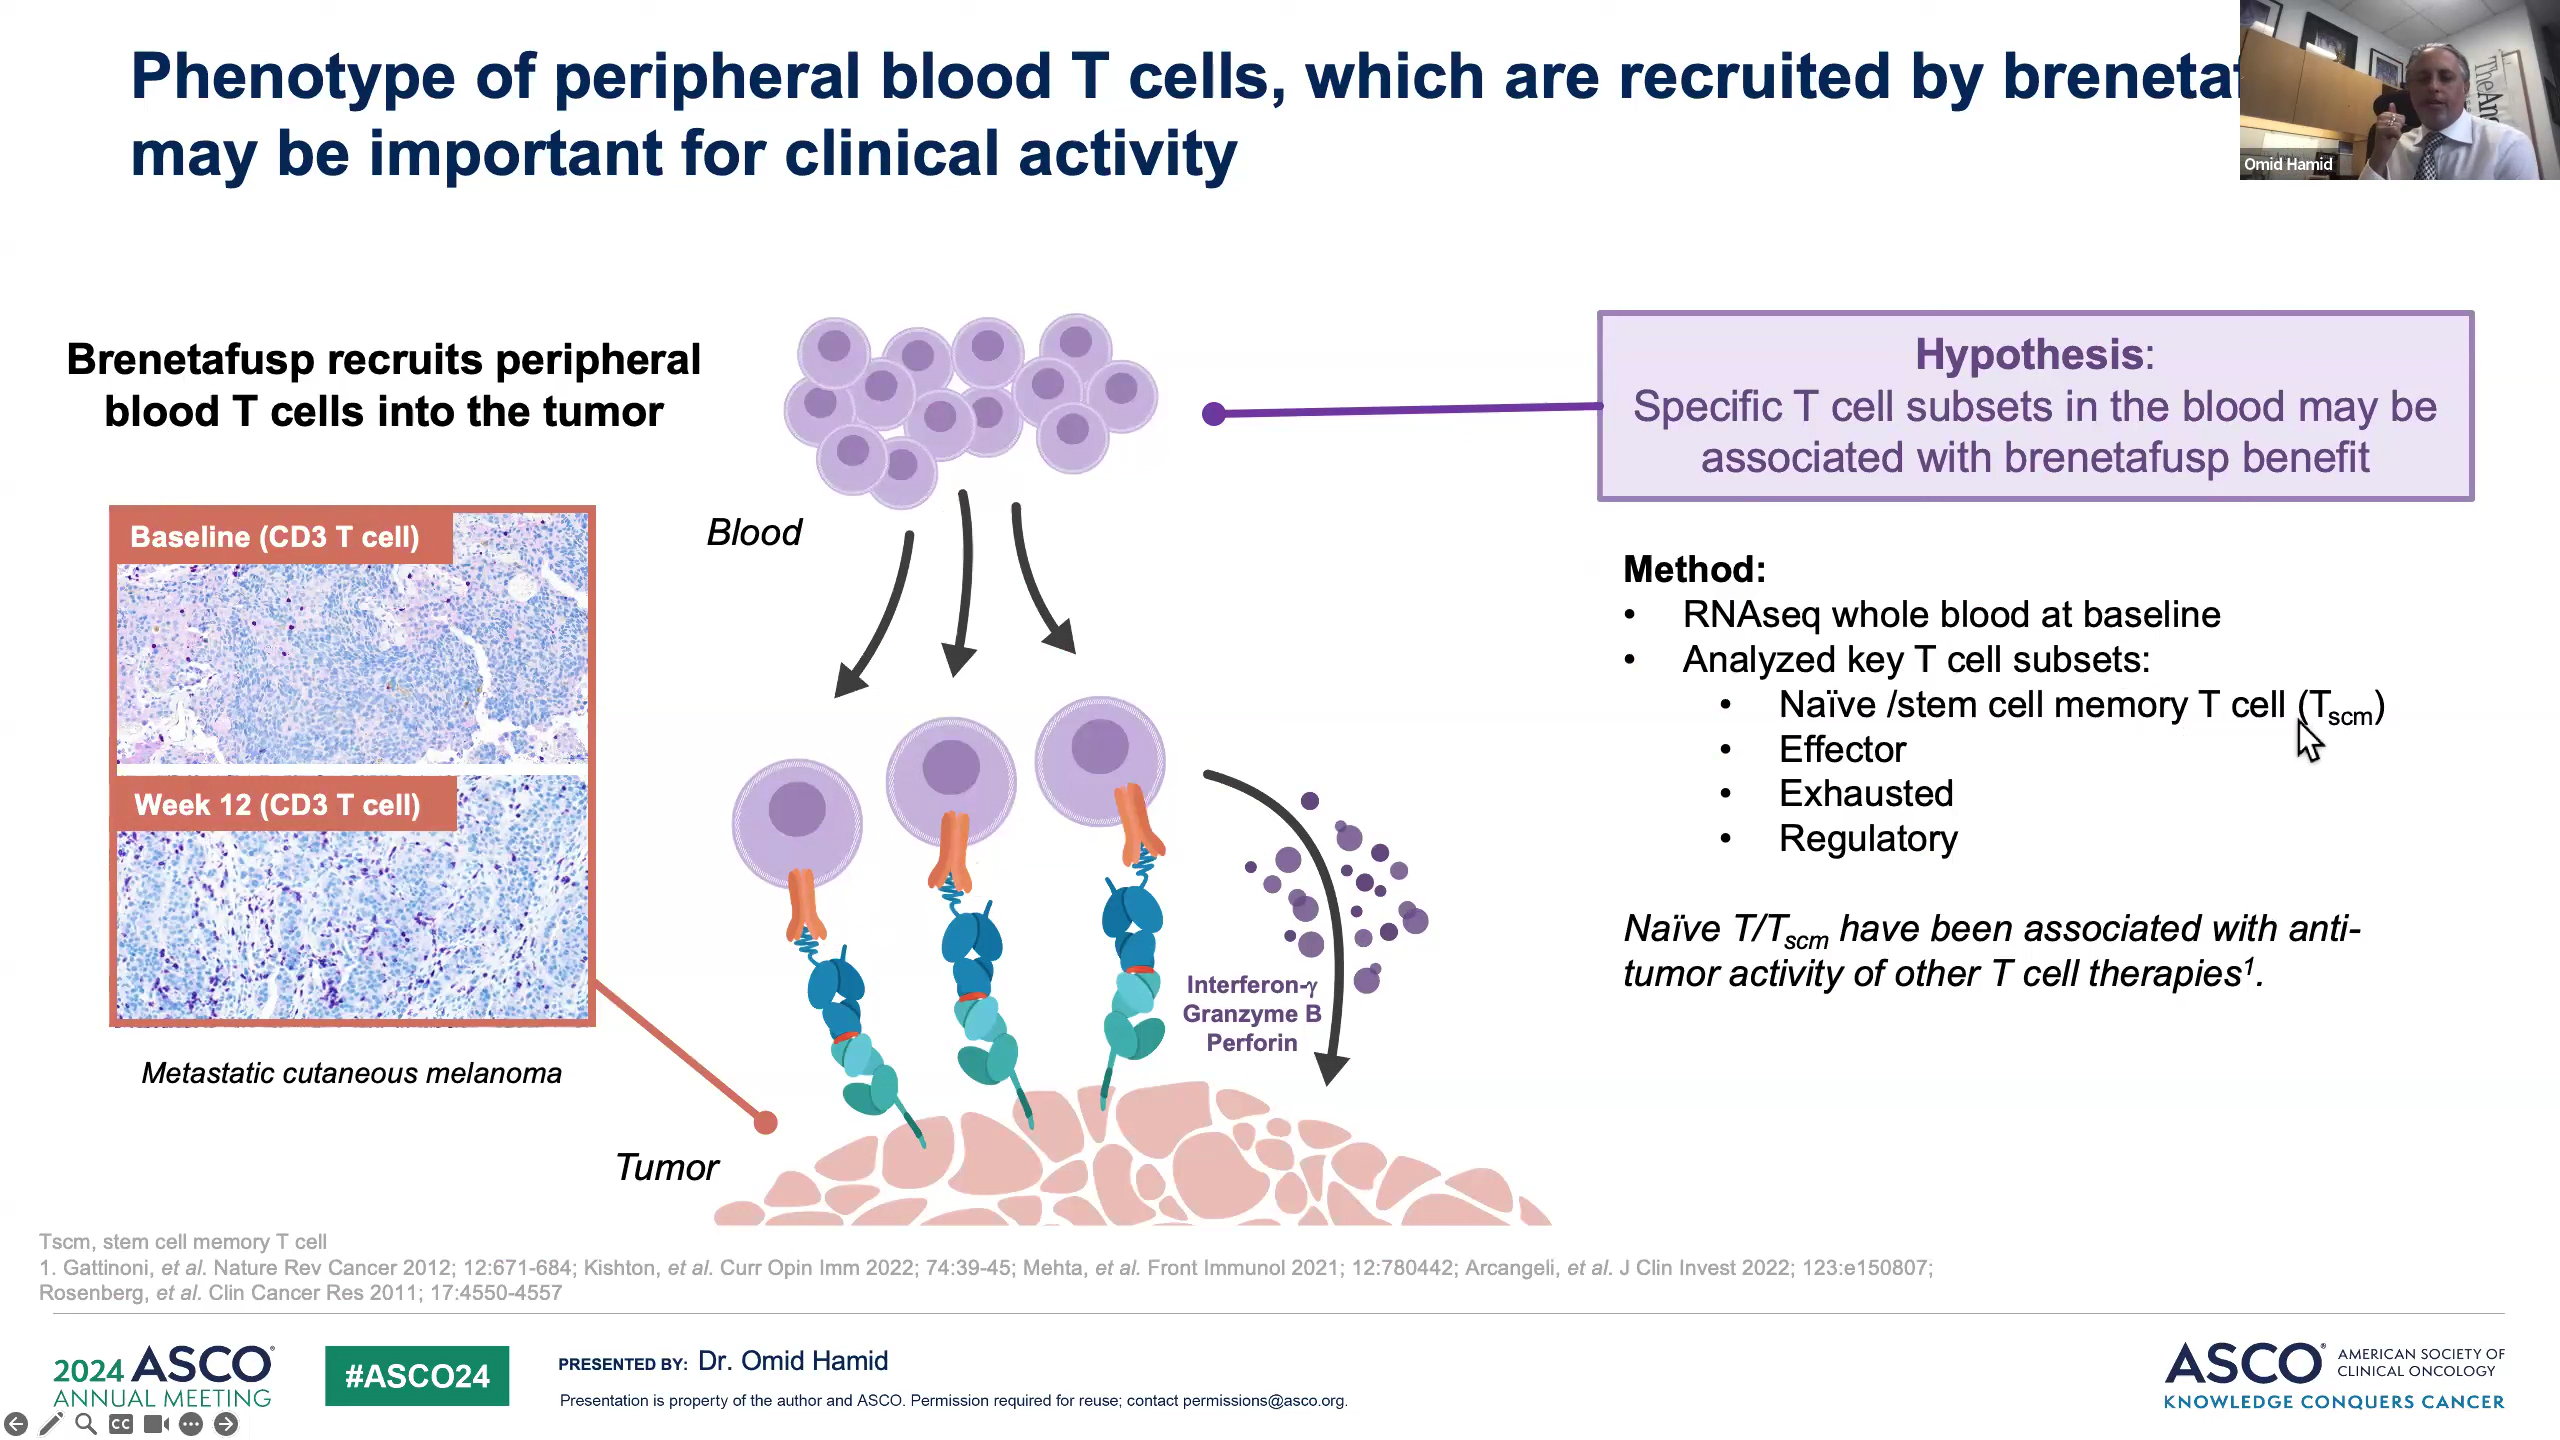 Phenotype of peripheral blood T cells, which are recruited by
may be important for clinical activity
Omid Hamid
Brenetafusp recruits peripheral
blood T cells into the tumor
Baseline (CD3 T cell)
Week 12 (CD3 T cell)
Metastatic cutaneous melanoma
Blood
Interferon-γ
Granzyme B
Perforin
Tumor
Hypothesis:
Specific T cell subsets in the blood may be
associated with brenetafusp benefit
Method:
• RNAseq whole blood at baseline
• Analyzed key T cell subsets:
• Naïve /stem cell memory T cell (Tscm)
• Effector
• Exhausted
• Regulatory
Naïve T/Tscm have been associated with anti-
tumor activity of other T cell therapies1.
Tscm, stem cell memory T cell
1. Gattinoni, et al. Nature Rev Cancer 2012; 12:671-684; Kishton, et al. Curr Opin Imm 2022; 74:39-45; Mehta, et al. Front Immunol 2021; 12:780442; Arcangeli, et al. J Clin Invest 2022; 123:e150807;
Rosenberg, et al. Clin Cancer Res 2011; 17:4550-4557
2024 ASCO
ANNUAL MEETING
#ASCO24
PRESENTED BY: Dr. Omid Hamid
Presentation is property of the author and ASCO. Permission required for reuse; contact permissions@asco.org.
ASCO
AMERICAN SOCIETY OF
CLINICAL ONCOLOGY
KNOWLEDGE CONQUERS CANCER
CC